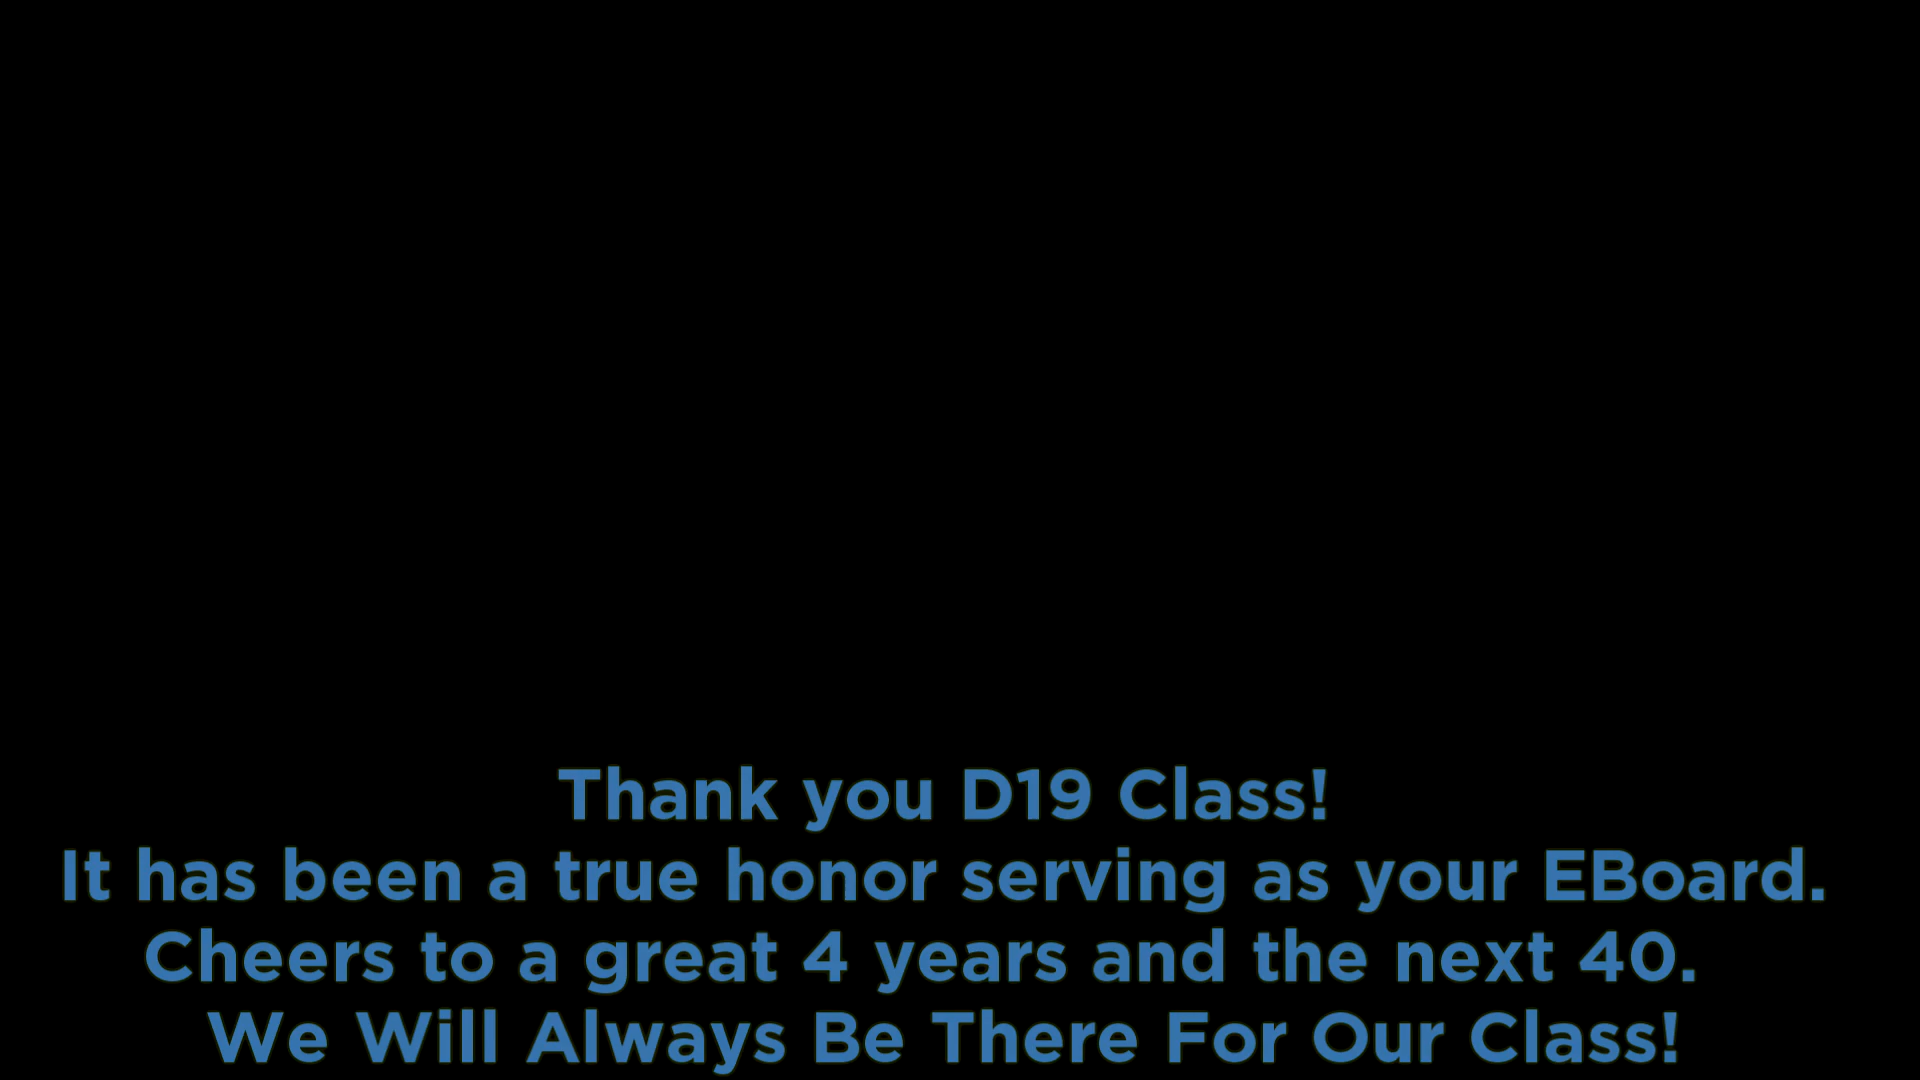 Thank you D19 Class!
It has been a true honor serving as your EBoard.
Cheers to a great 4 years and the next 40.
We Will Always Be There For Our Class!